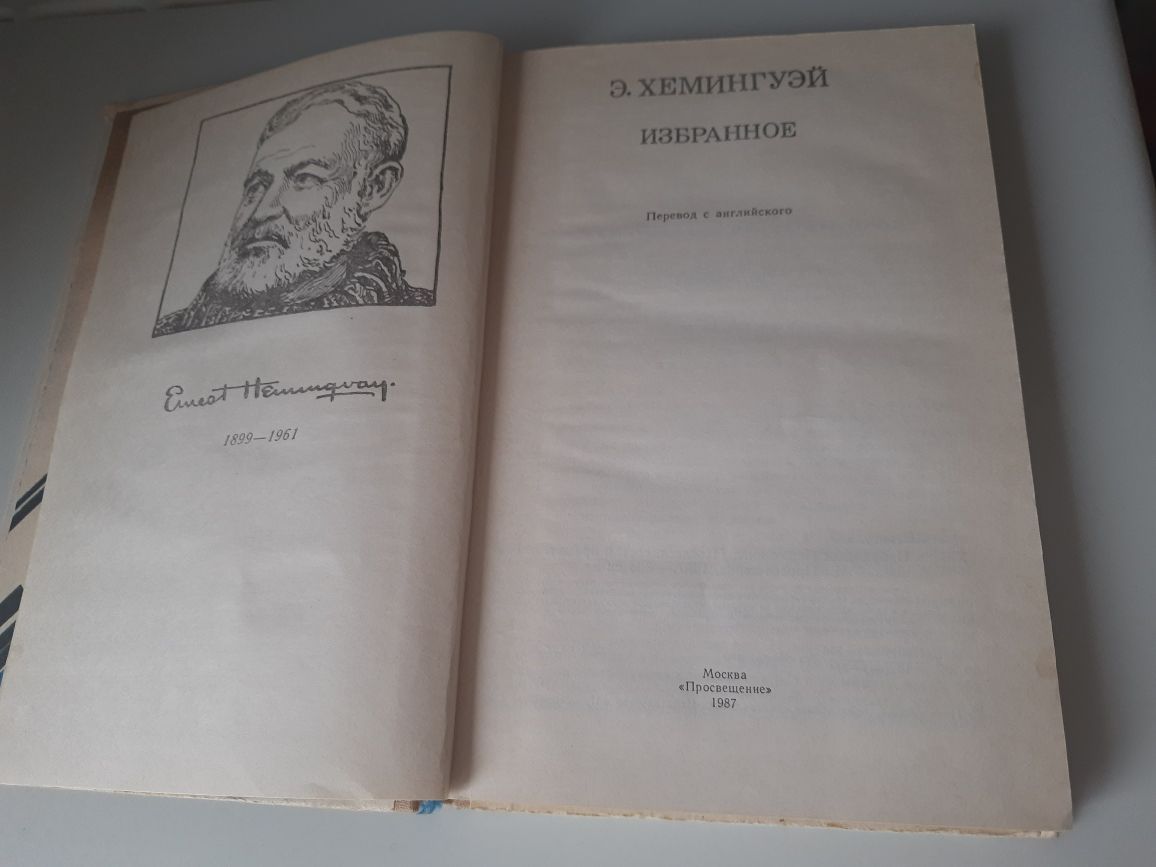 Ernest Hemingway.
1899—1961
Э. ХЕМИНГУЭЙ
ИЗБРАННОЕ
Перевод с английского
Москва
«Просвещение»
1987